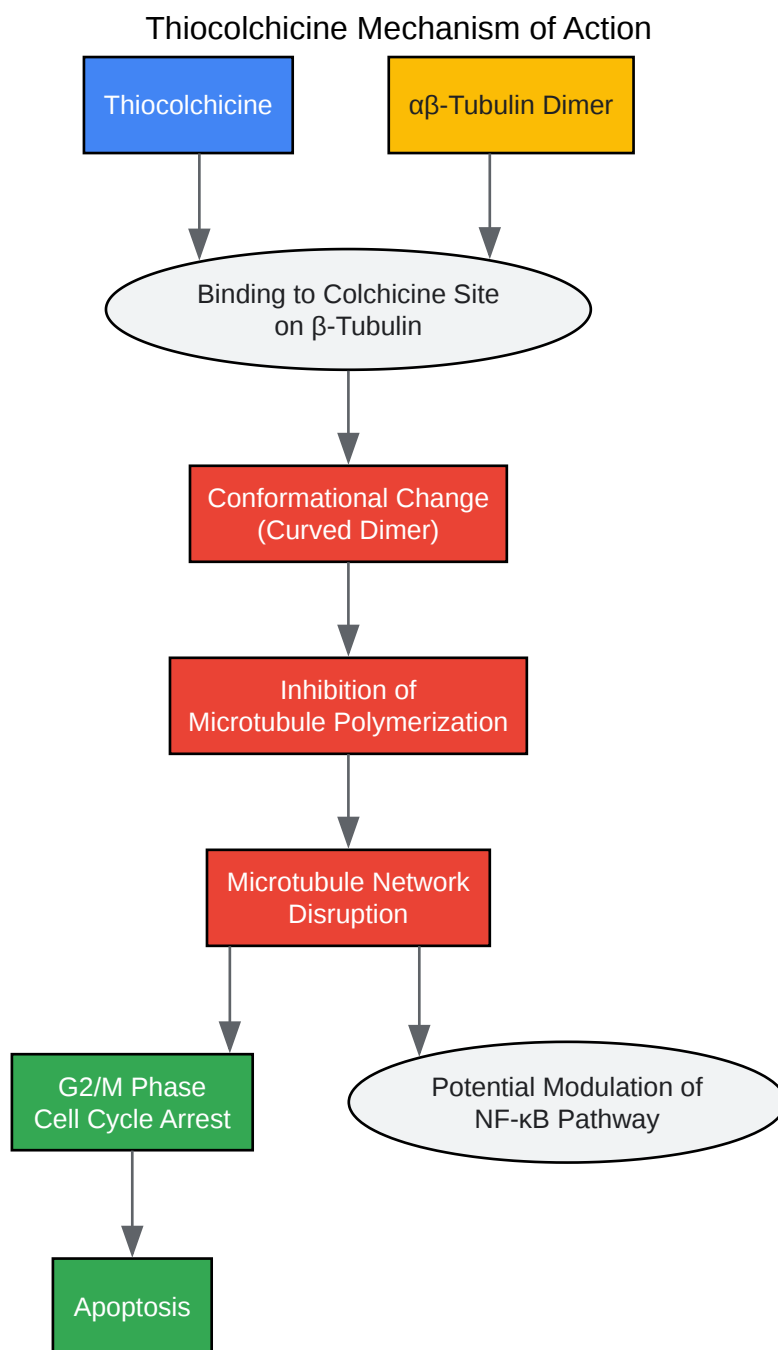 Thiocolchicine Mechanism of Action
Thiocolchicine
αβ-Tubulin Dimer
Binding to Colchicine Site
on β-Tubulin
Conformational Change
(Curved Dimer)
Inhibition of
Microtubule Polymerization
Microtubule Network
Disruption
G2/M Phase
Cell Cycle Arrest
Potential Modulation of
NF-κB Pathway
Apoptosis